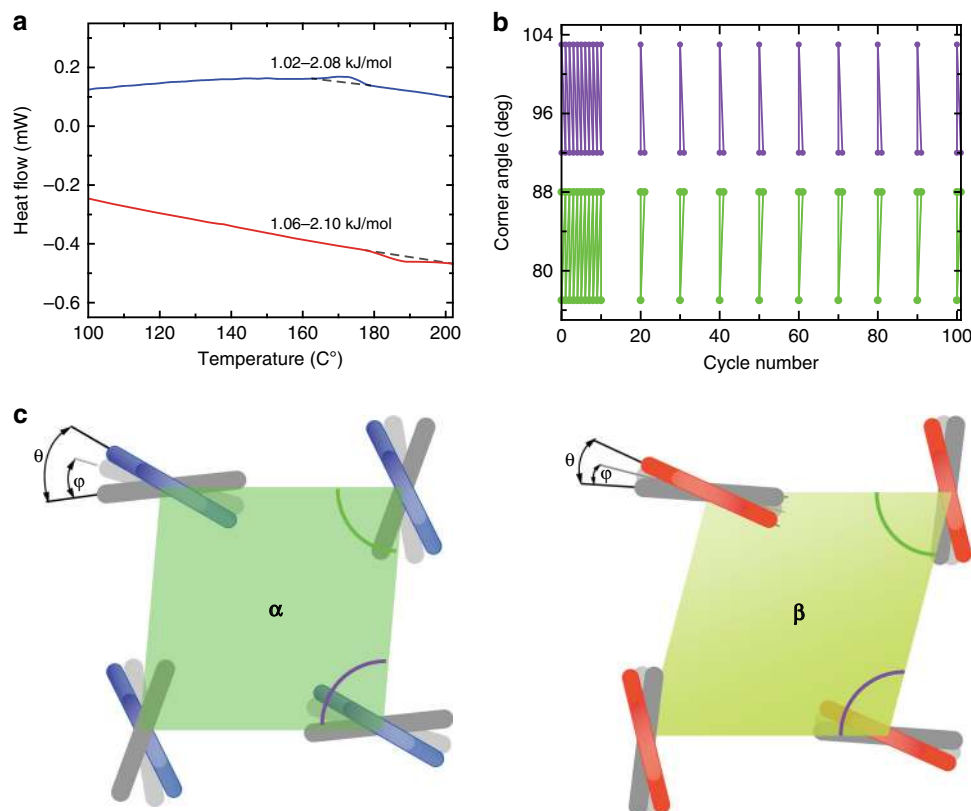 a
0.2
0.0
−0.2
−0.4
−0.6
Heat flow (mW)
1.02–2.08 kJ/mol
1.06–2.10 kJ/mol
100 120 140 160 180 200
Temperature (C°)
b
104
96
88
80
Corner angle (deg)
0 20 40 60 80 100
Cycle number
c
θ
φ
α
θ
φ
β